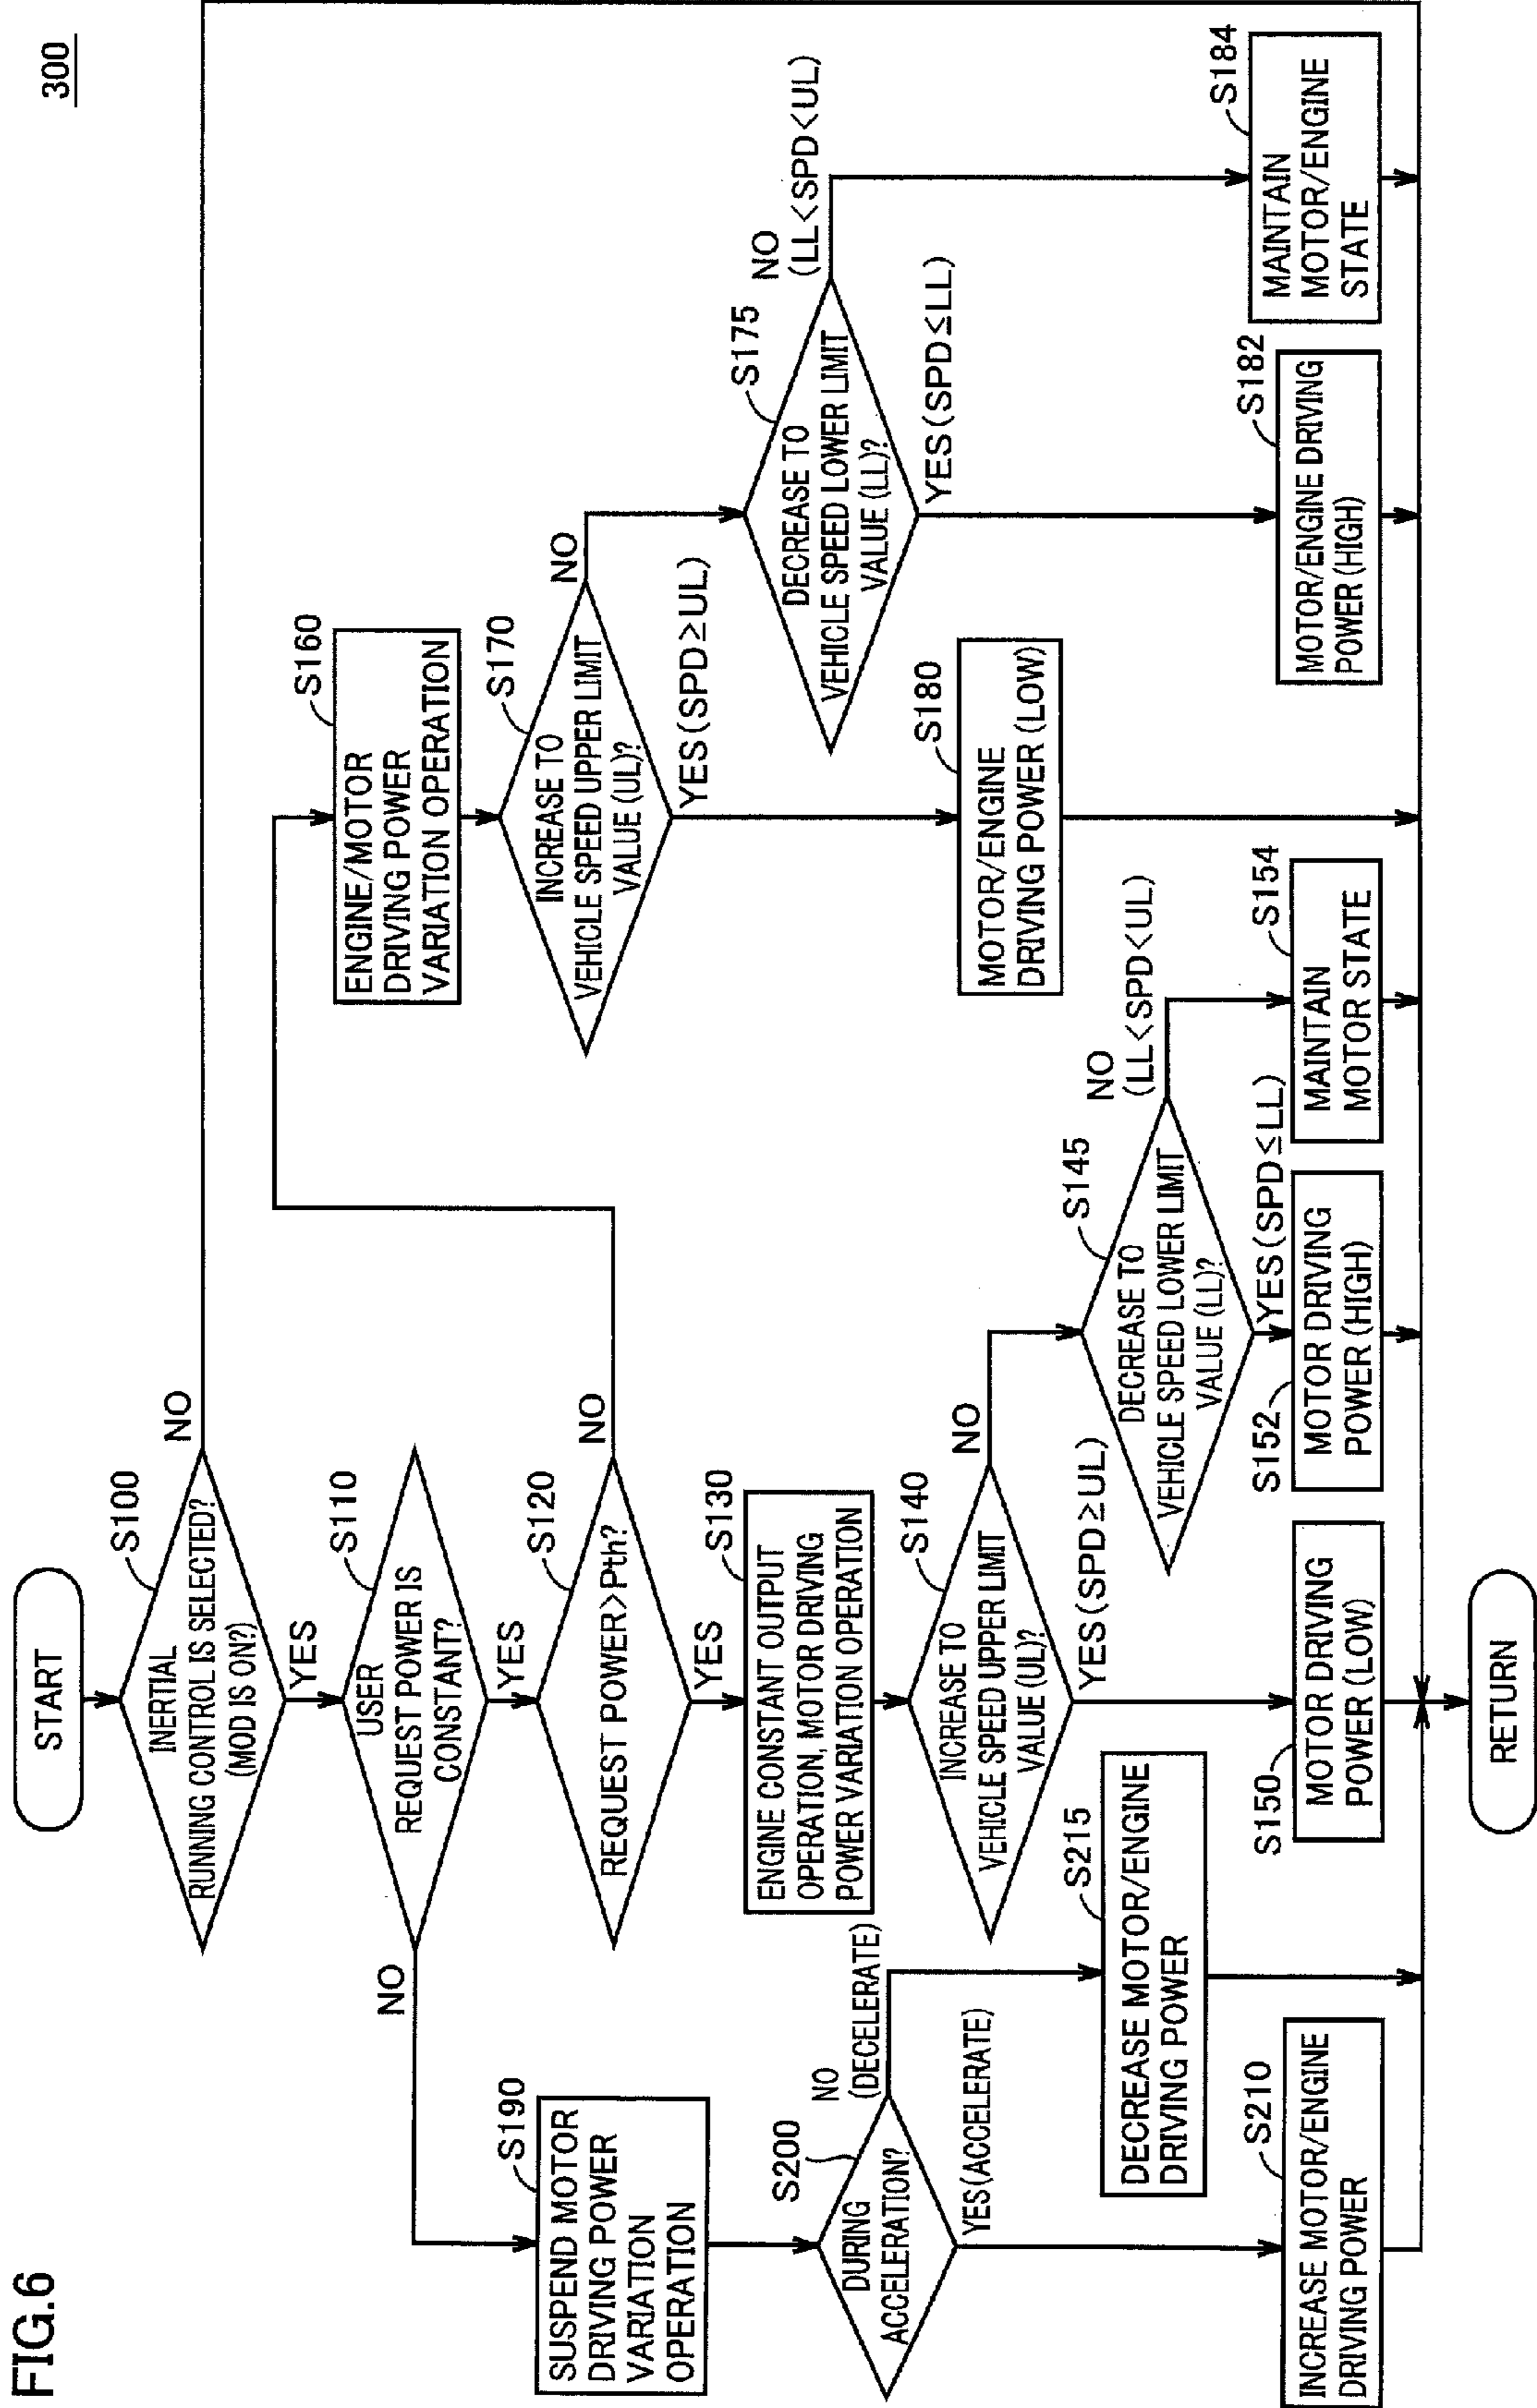 FIG.6
300
START
S100
INERTIAL
RUNNING CONTROL IS SELECTED?
(MOD IS ON?)
NO
YES
S110
USER
REQUEST POWER IS
CONSTANT?
NO
YES
S120
REQUEST POWER>Pth?
NO
YES
S130
ENGINE CONSTANT OUTPUT
OPERATION, MOTOR DRIVING
POWER VARIATION OPERATION
S140
INCREASE TO
VEHICLE SPEED UPPER LIMIT
VALUE (UL)?
NO
YES(SPD≥UL)
S145
DECREASE TO
VEHICLE SPEED LOWER LIMIT
VALUE (LL)?
NO
(LL<SPD<UL)
YES(SPD≤LL)
S150
MOTOR DRIVING
POWER (LOW)
S152
MOTOR DRIVING
POWER (HIGH)
S154
MAINTAIN
MOTOR STATE
S160
ENGINE/MOTOR
DRIVING POWER
VARIATION OPERATION
S170
INCREASE TO
VEHICLE SPEED UPPER LIMIT
VALUE (UL)?
NO
YES(SPD≥UL)
S175
DECREASE TO
VEHICLE SPEED LOWER LIMIT
VALUE (LL)?
NO
(LL<SPD<UL)
YES(SPD≤LL)
S180
MOTOR/ENGINE
DRIVING POWER (LOW)
S182
MOTOR/ENGINE DRIVING
POWER (HIGH)
S184
MAINTAIN
MOTOR/ENGINE
STATE
S190
SUSPEND MOTOR
DRIVING POWER
VARIATION
OPERATION
S200
DURING
ACCELERATION?
NO
(DECELERATE)
YES(ACCELERATE)
S215
DECREASE MOTOR/ENGINE
DRIVING POWER
S210
INCREASE MOTOR/ENGINE
DRIVING POWER
RETURN